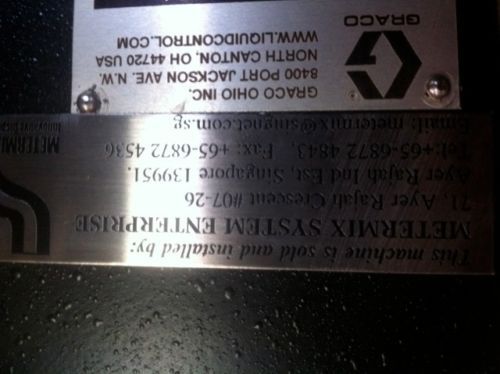 This machine is sold and installed by:
METERMIX SYSTEM ENTERPRISE
71, Ayer Rajah Crescent #07-26
Ayer Rajah Ind Est, Singapore 139951.
Tel:+65-6872 4843, Fax: +65-6872 4536
Email: metermix@singnet.com.sg
METERMI
GRACO
GRACO OHIO INC.
8400 PORT JACKSON AVE. N.W.
NORTH CANTON, OH 44720 USA
WWW.LIQUIDCONTROL.COM